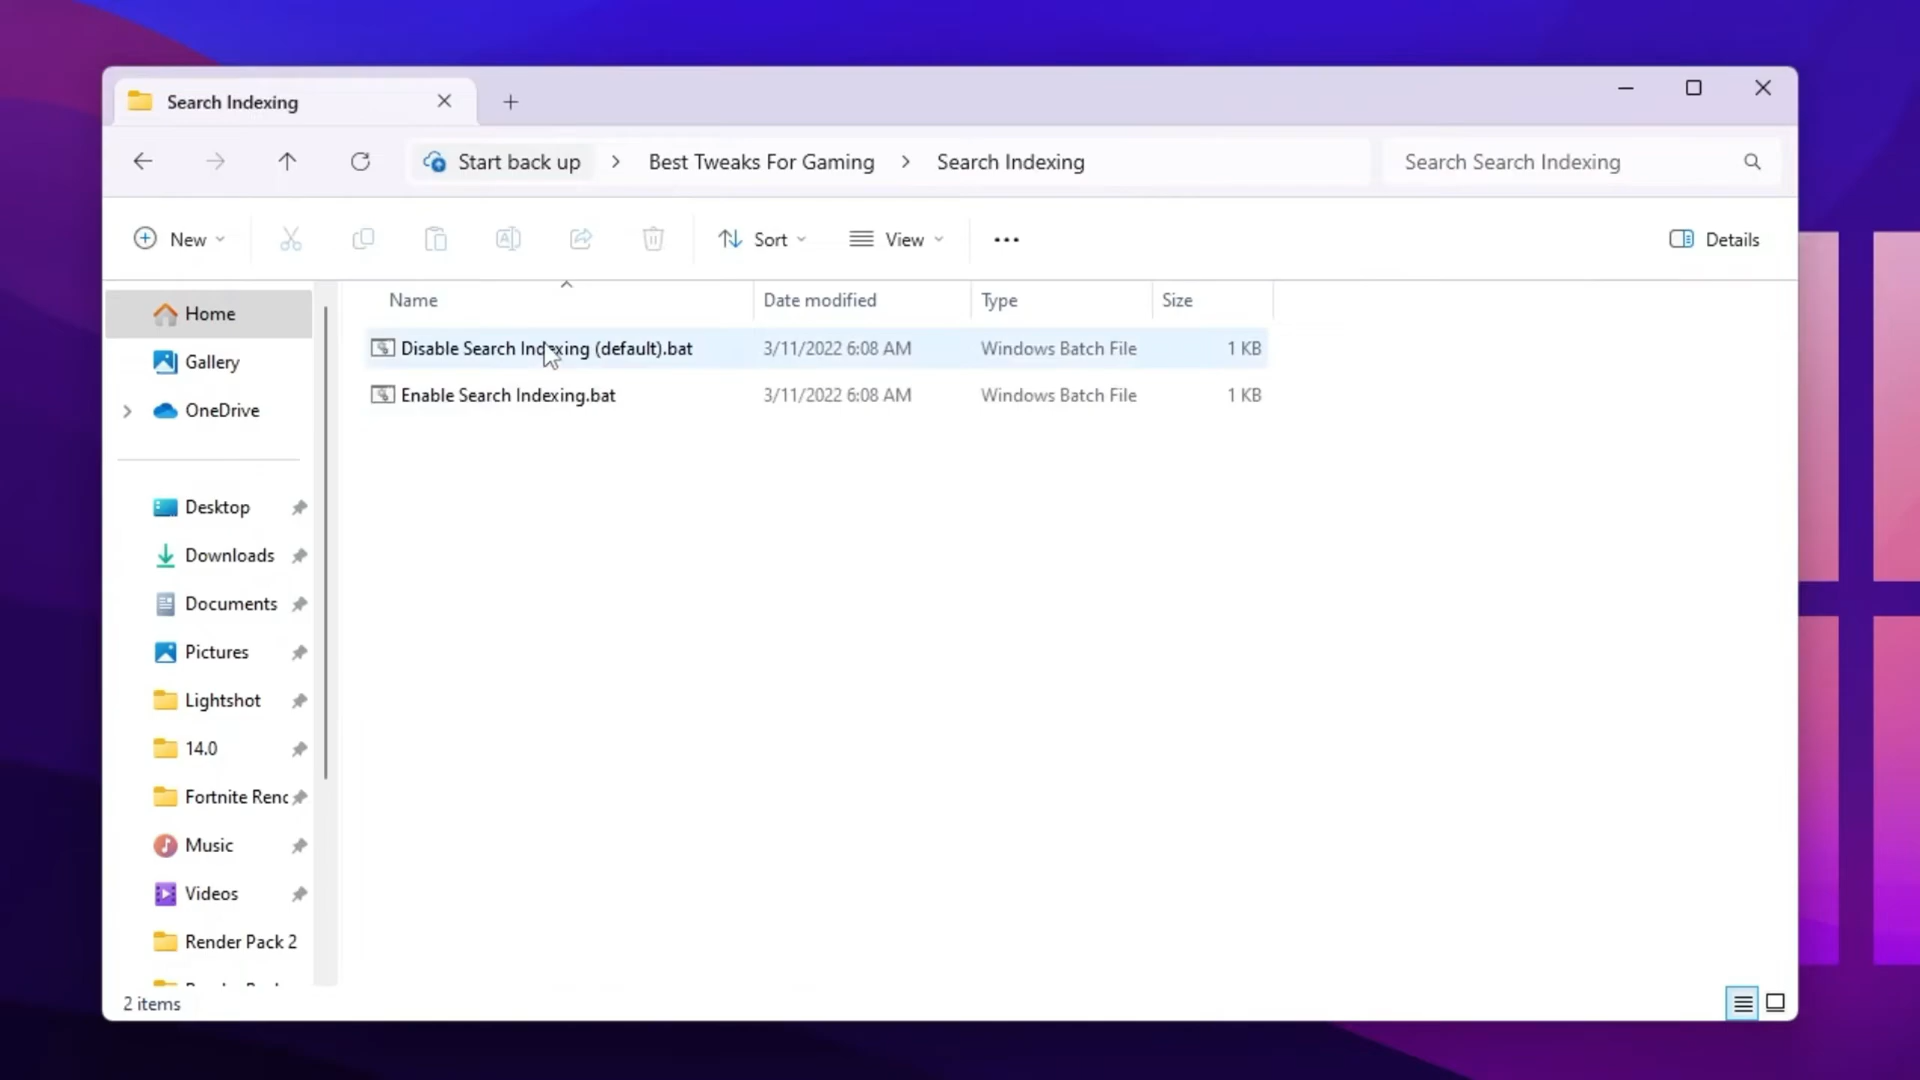 Search Indexing
Start back up > Best Tweaks For Gaming > Search Indexing
Search Search Indexing
New
Sort
View
Details
Name Date modified Type Size
Disable Search Indexing (default).bat 3/11/2022 6:08 AM Windows Batch File 1 KB
Enable Search Indexing.bat 3/11/2022 6:08 AM Windows Batch File 1 KB
Home
Gallery
OneDrive
Desktop
Downloads
Documents
Pictures
Lightshot
14.0
Fortnite Renc
Music
Videos
Render Pack 2
2 items